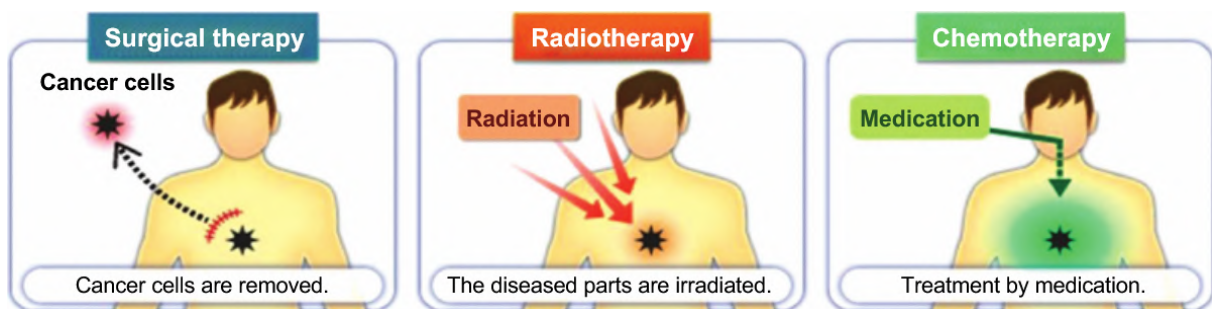 Surgical therapy
Cancer cells
Cancer cells are removed.
Radiotherapy
Radiation
The diseased parts are irradiated.
Chemotherapy
Medication
Treatment by medication.